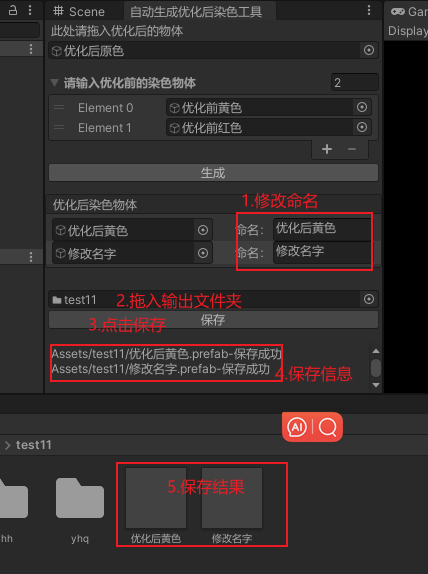 Scene
自动生成优化后染色工具
Gam
此处请拖入优化后的物体
Display
优化后原色
请输入优化前的染色物体
2
Element 0
优化前黄色
Element 1
优化前红色
生成
1.修改命名
优化后染色物体
优化后黄色
命名:
优化后黄色
修改名字
命名:
修改名字
test11
2.拖入输出文件夹
3.点击保存
保存
Assets/test11/优化后黄色.prefab-保存成功
Assets/test11/修改名字.prefab-保存成功
4.保存信息
AI
test11
5.保存结果
hh
yhq
优化后黄色
修改名字